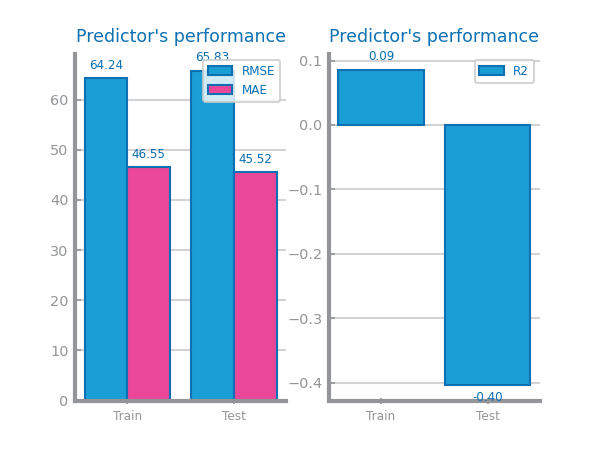 Predictor's performance
64.24
65.83
RMSE
MAE
46.55
45.52
60
50
40
30
20
10
0
Train
Test
Predictor's performance
0.09
R2
0.1
0.0
−0.1
−0.2
−0.3
−0.4
-0.40
Train
Test